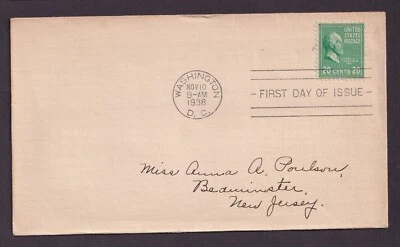 UNITED
STATES POSTAGE
20 CENTS 20
WASHINGTON
NOV 10
9-AM
1938
D. C.
FIRST DAY OF ISSUE
Miss Anna A. Poulson,
Bedminster,
New Jersey.